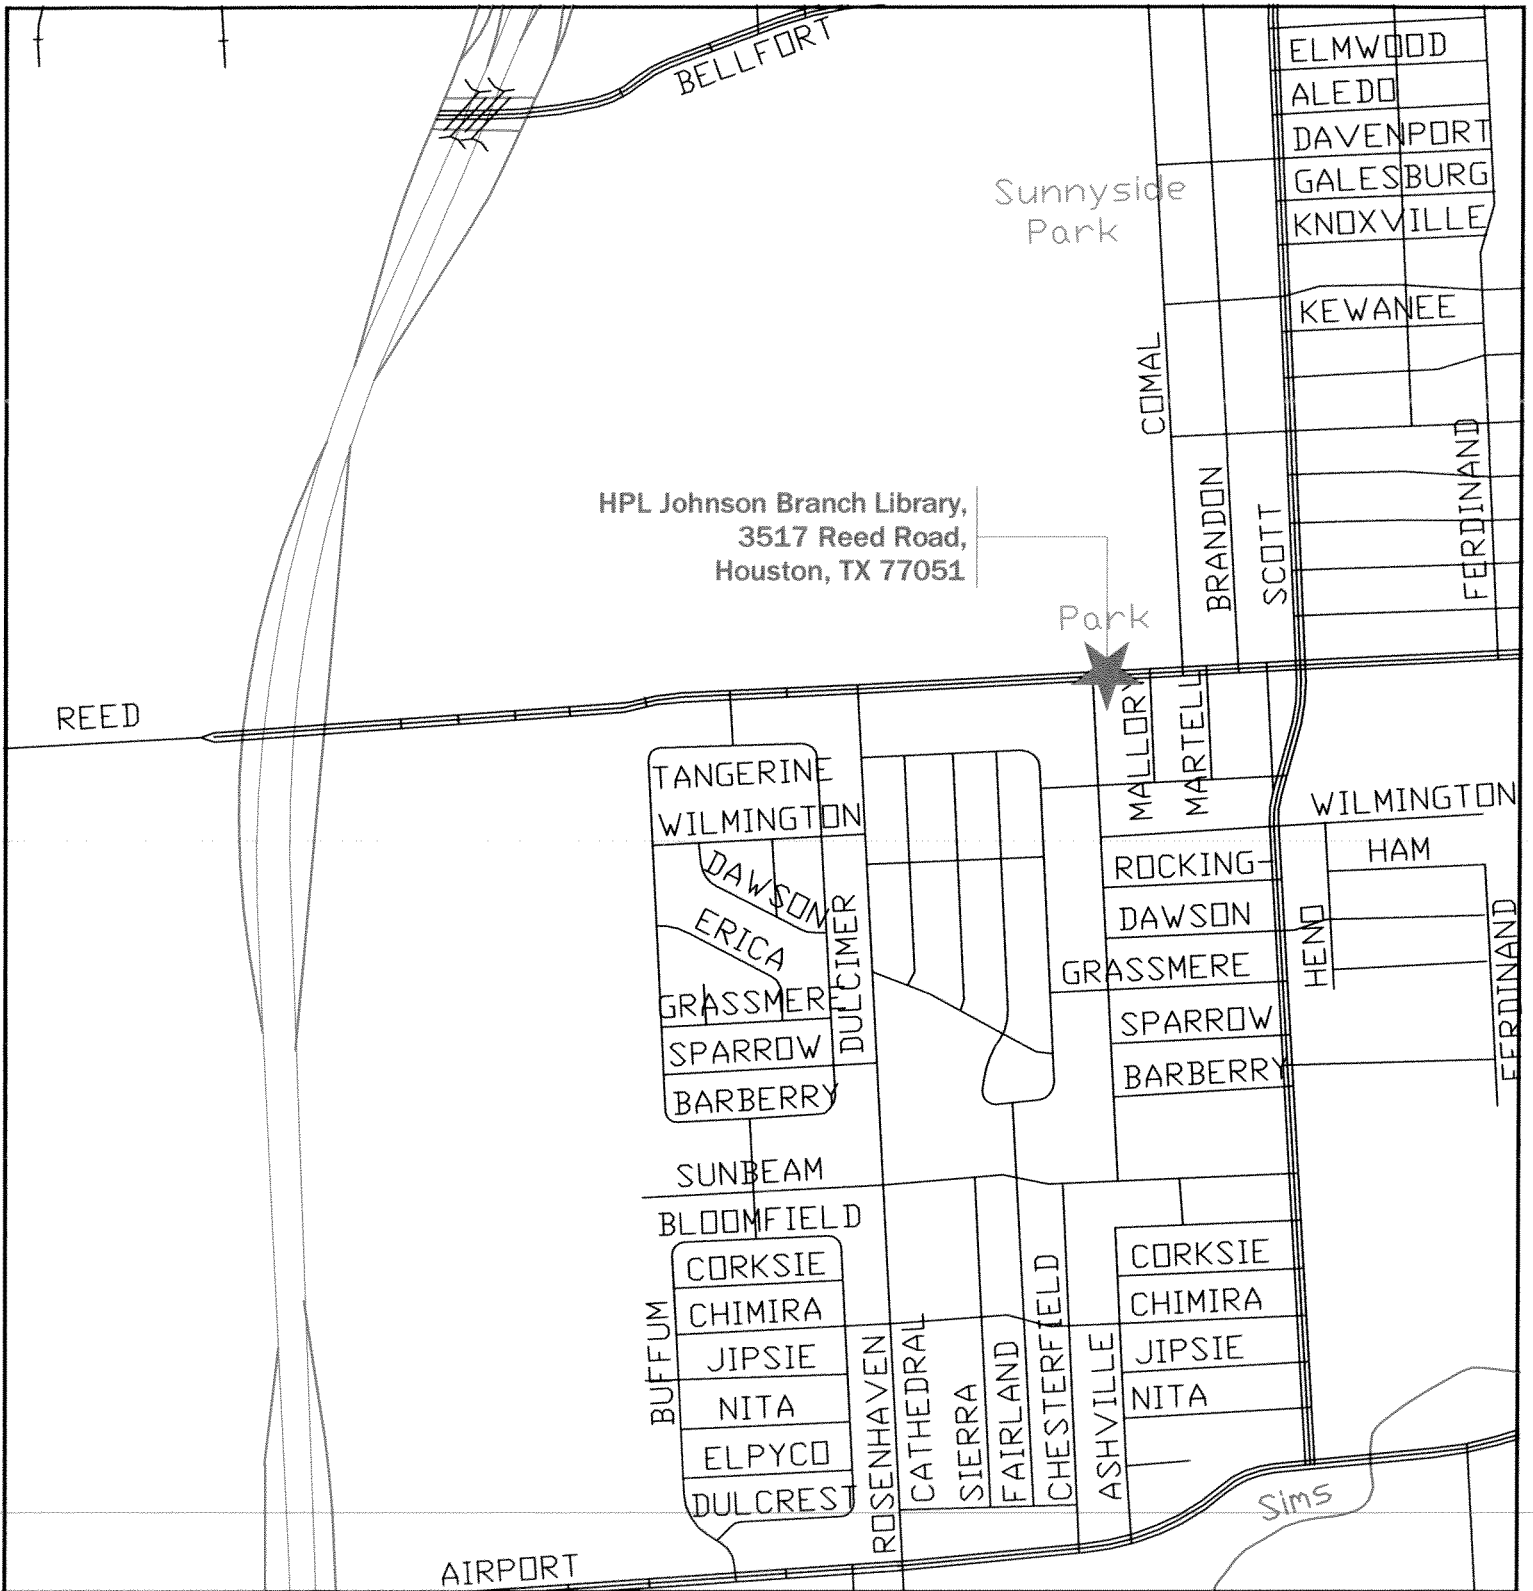 BELLFORT
ELMWOOD
ALEDO
DAVENPORT
Sunnyside
Park
GALESBURG
KNOXVILLE
KEWANEE
COMAL
FERDINAND
BRANDON
SCOTT
HPL Johnson Branch Library,
3517 Reed Road,
Houston, TX 77051
Park
REED
MALLORY
MARTELL
TANGERINE
WILMINGTON
WILMINGTON
DAWSON
ERICA
DULCIMER
GRASSMERE
SPARROW
BARBERRY
ROCKING-
HAM
DAWSON
HENO
FERDINAND
GRASSMERE
SPARROW
BARBERRY
SUNBEAM
BLOOMFIELD
CORKSIE
CHIMIRA
JIPSIE
NITA
ELPYCO
DULCREST
BUFFUM
ROSENHAVEN
CATHEDRAL
SIERRA
FAIRLAND
CHESTERFIELD
ASHVILLE
CORKSIE
CHIMIRA
JIPSIE
NITA
Sims
AIRPORT